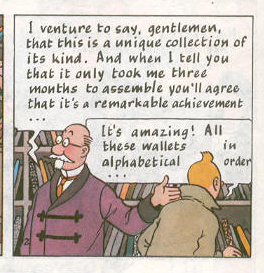 I venture to say, gentlemen,
that this is a unique collection of
its kind. And when I tell you
that it only took me three
months to assemble you'll agree
that it's a remarkable achievement
...
It's amazing! All
these wallets in
alphabetical order
...
2